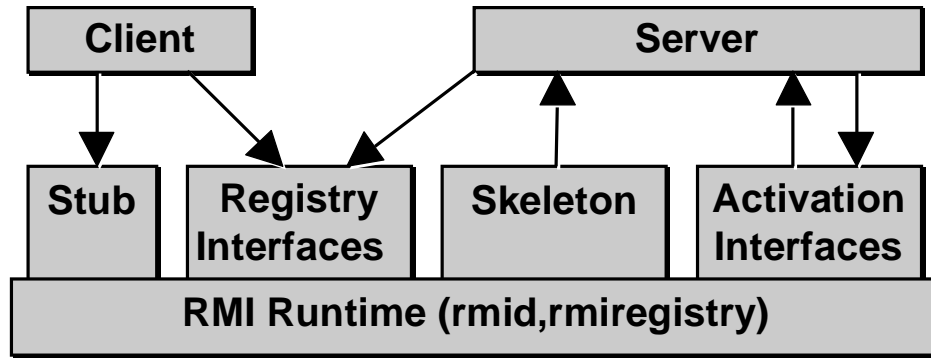 Client
Server
Stub
Registry
Interfaces
Skeleton
Activation
Interfaces
RMI Runtime (rmid,rmiregistry)